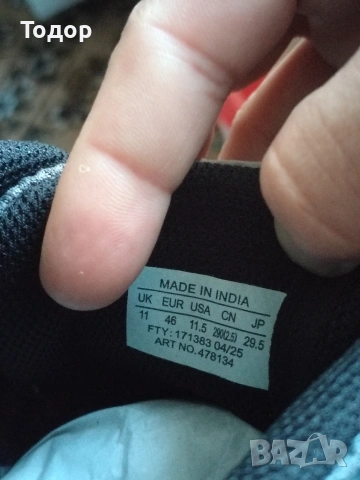 Тодор
MADE IN INDIA
UK EUR USA CN JP
11 46 11.5 290(2.5) 29.5
FTY: 171383 04/25
ART NO. 478134
BAZAR